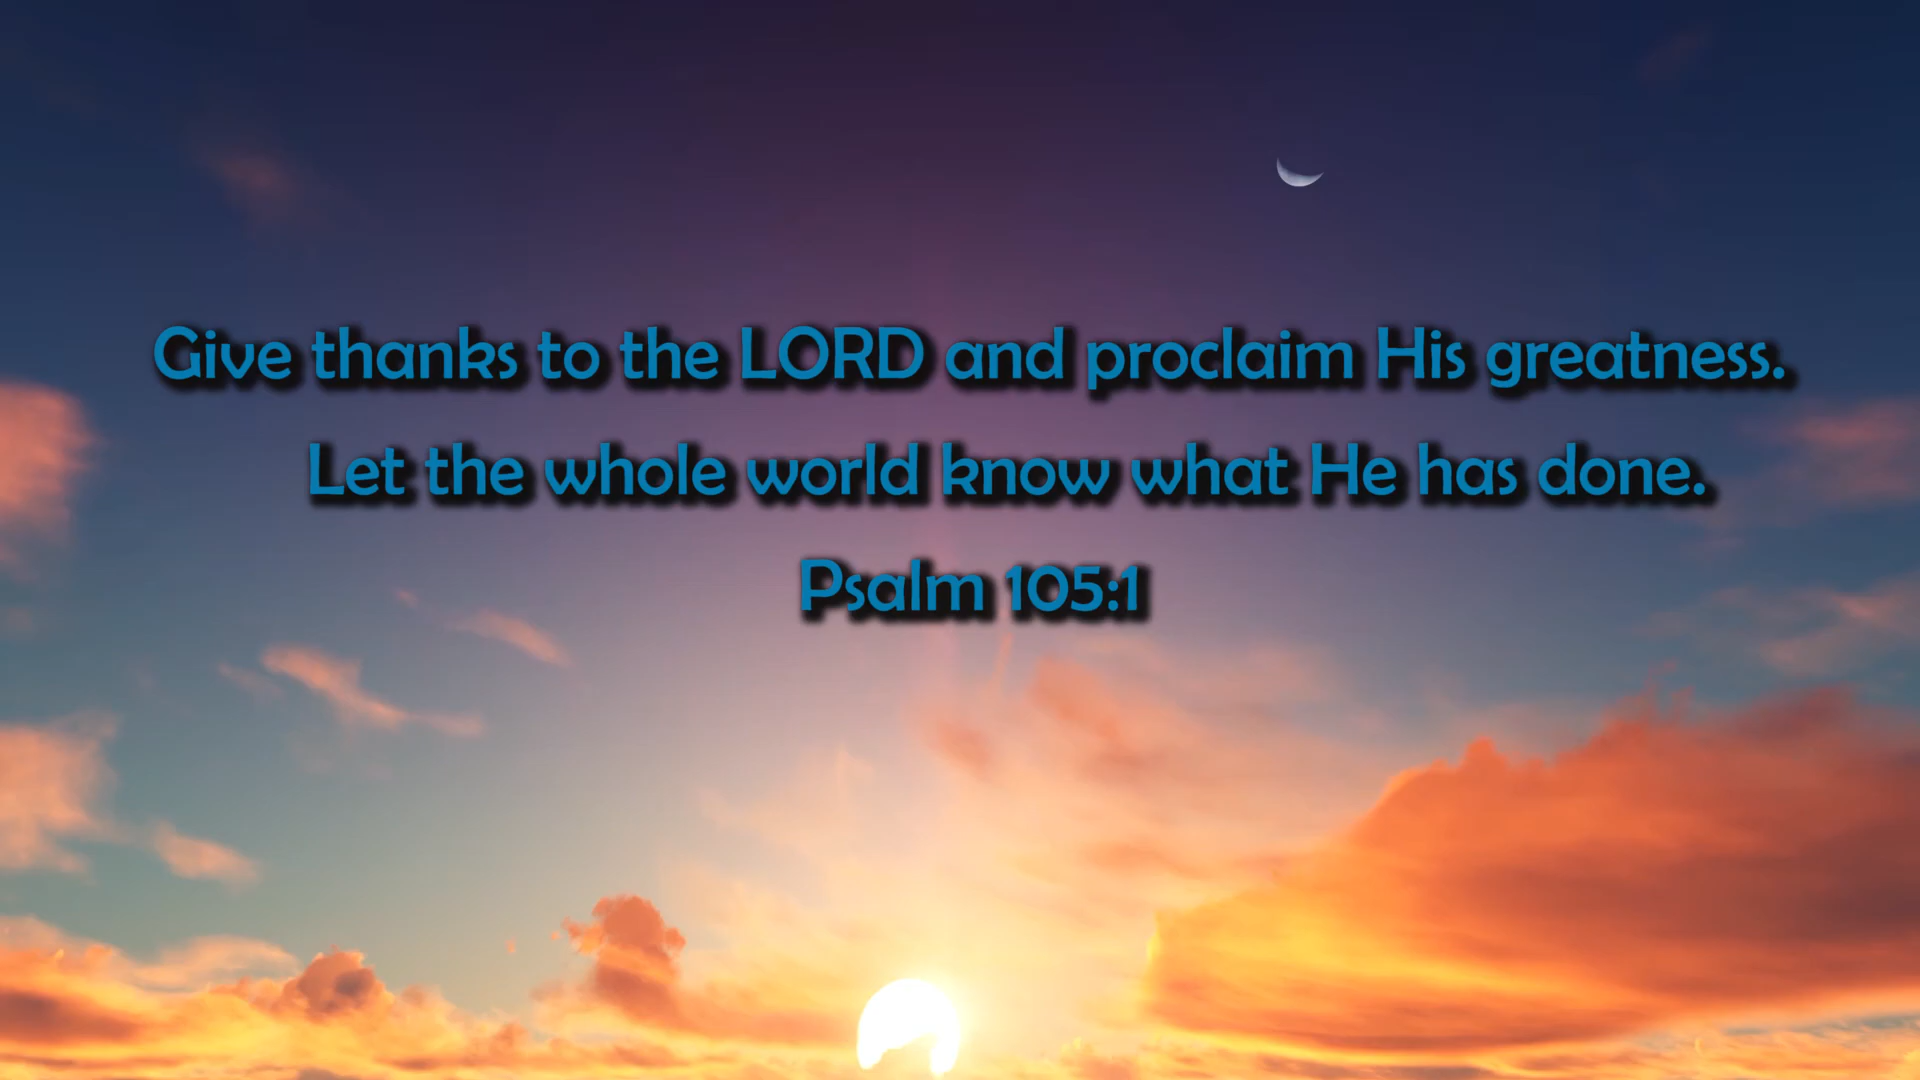 Give thanks to the LORD and proclaim His greatness.
Let the whole world know what He has done.
Psalm 105:1